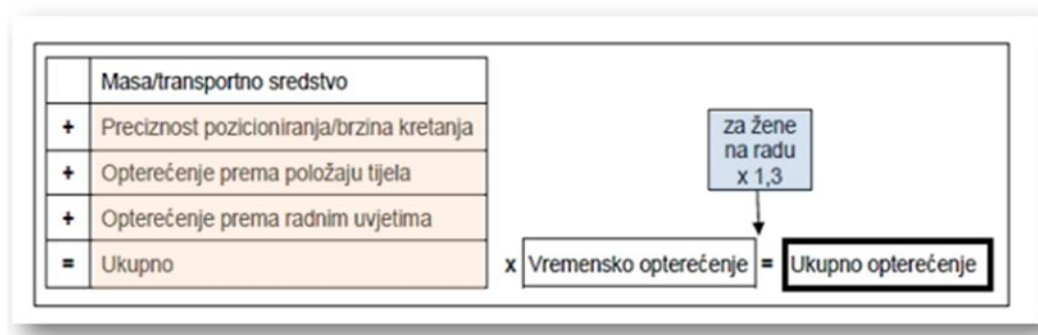 Masa/transportno sredstvo
+ Preciznost pozicioniranja/brzina kretanja
+ Opterećenje prema položaju tijela
+ Opterećenje prema radnim uvjetima
= Ukupno
za žene
na radu
x 1,3
x Vremensko opterećenje = Ukupno opterećenje